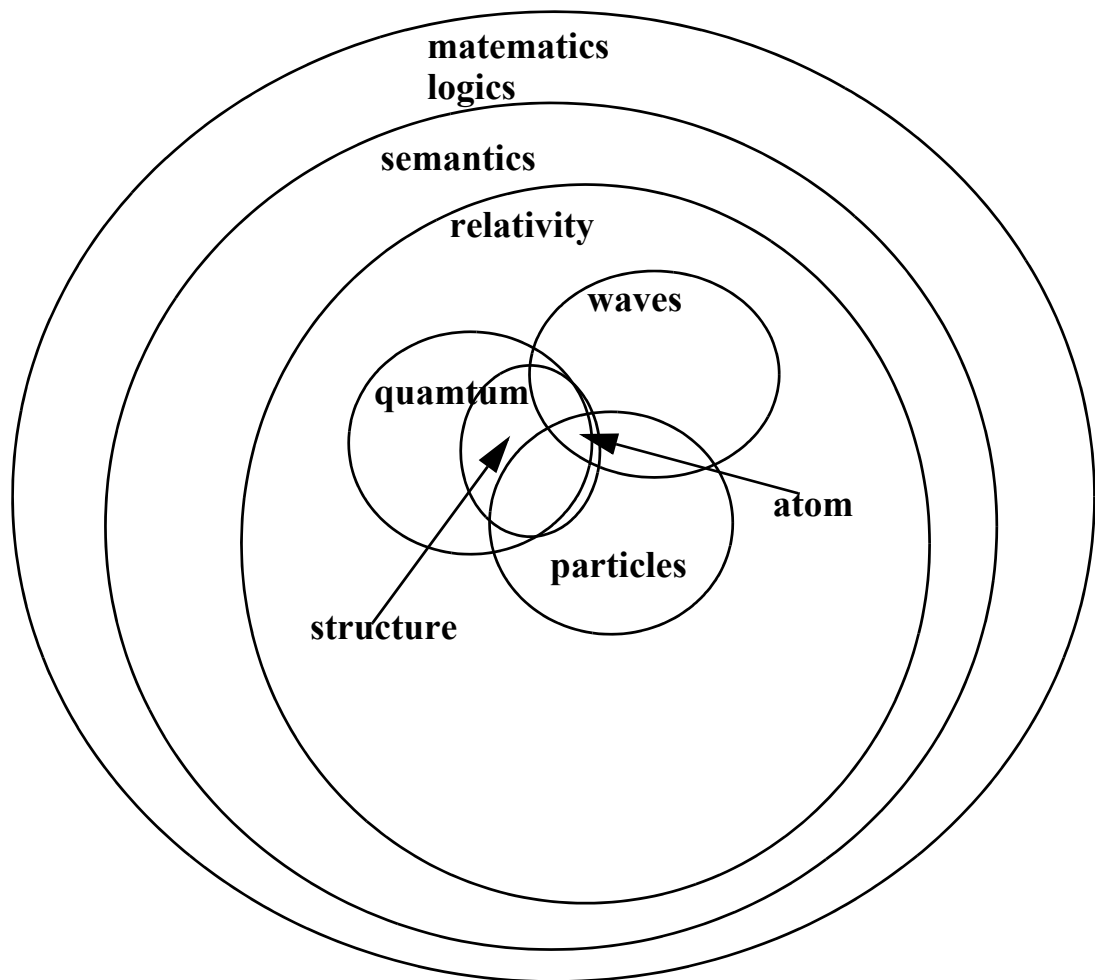 matematics
logics
semantics
relativity
waves
quamtum
atom
particles
structure